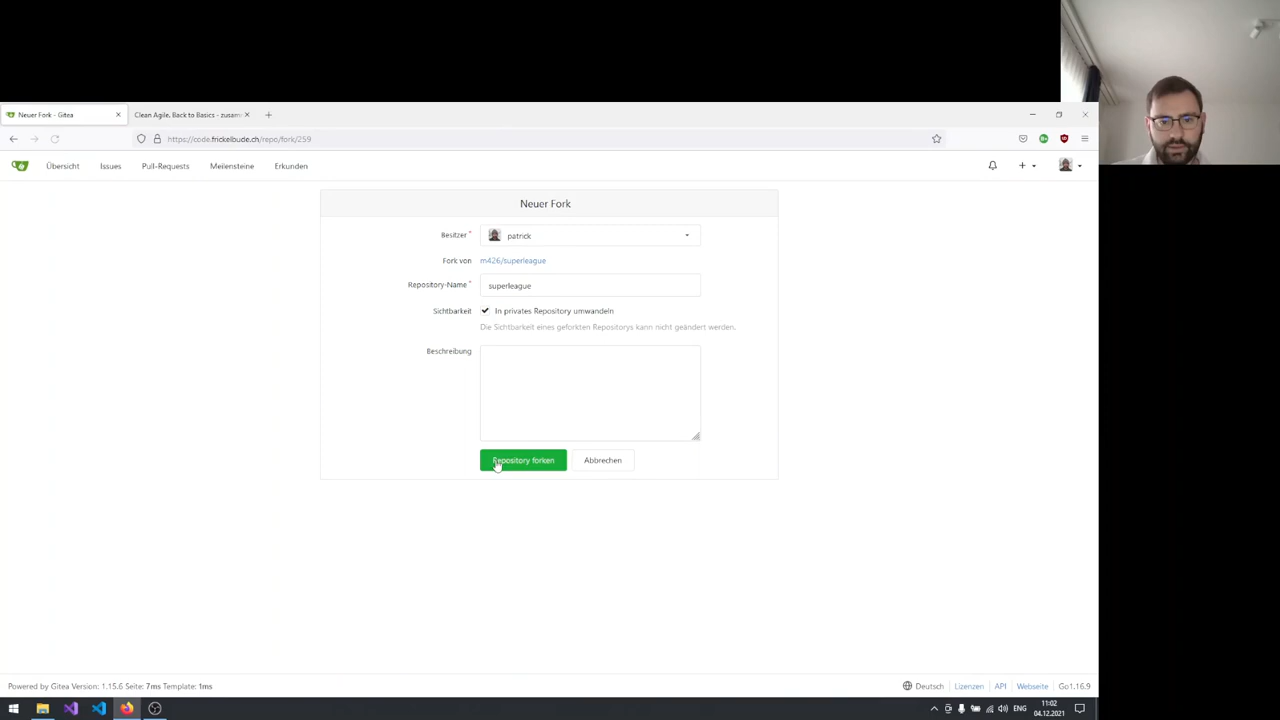 Neuer Fork - Gitea
Clean Agile, Back to Basics - zusam
https://code.frickelbude.ch/repo/fork/259
Übersicht Issues Pull-Requests Meilensteine Erkunden
Neuer Fork
Besitzer * patrick
Fork von m426/superleague
Repository-Name * superleague
Sichtbarkeit In privates Repository umwandeln
Die Sichtbarkeit eines geforkten Repositorys kann nicht geändert werden.
Beschreibung
Repository forken Abbrechen
Powered by Gitea Version: 1.15.6 Seite: 7ms Template: 1ms
Deutsch Lizenzen API Webseite Go1.16.9
ENG
11:02
04.12.2021